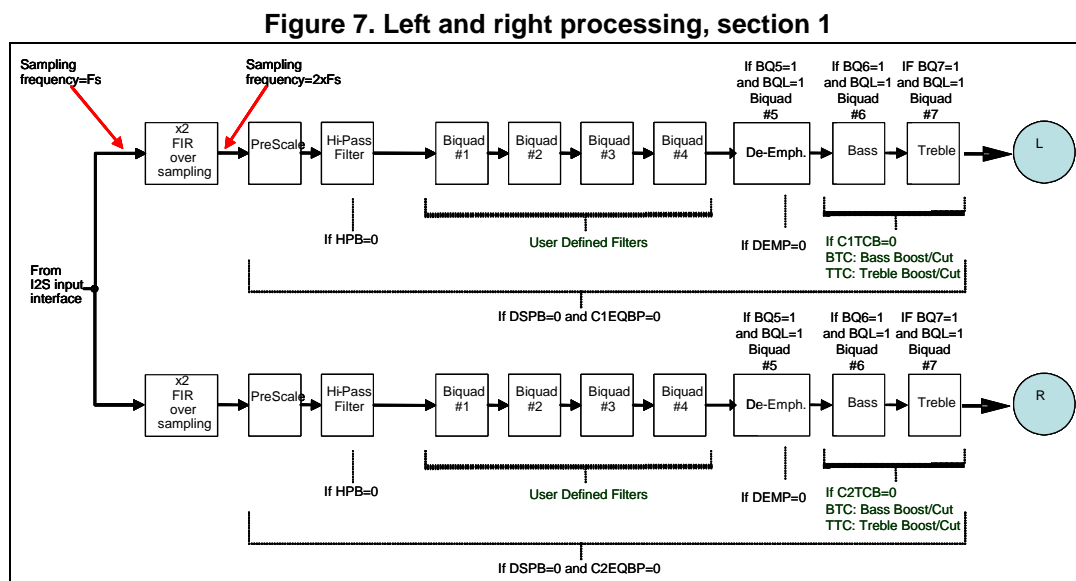 Figure 7. Left and right processing, section 1
Sampling
frequency=Fs
Sampling
frequency=2xFs
If BQ5=1
and BQL=1
Biquad
#5
If BQ6=1
and BQL=1
Biquad
#6
IF BQ7=1
and BQL=1
Biquad
#7
x2
FIR
over
sampling
PreScale
Hi-Pass
Filter
Biquad
#1
Biquad
#2
Biquad
#3
Biquad
#4
De-Emph.
Bass
Treble
L
If HPB=0
User Defined Filters
If DEMP=0
If C1TCB=0
BTC: Bass Boost/Cut
TTC: Treble Boost/Cut
From
I2S input
interface
If DSPB=0 and C1EQBP=0
If BQ5=1
and BQL=1
Biquad
#5
If BQ6=1
and BQL=1
Biquad
#6
IF BQ7=1
and BQL=1
Biquad
#7
x2
FIR
over
sampling
PreScale
Hi-Pass
Filter
Biquad
#1
Biquad
#2
Biquad
#3
Biquad
#4
De-Emph.
Bass
Treble
R
If HPB=0
User Defined Filters
If DEMP=0
If C2TCB=0
BTC: Bass Boost/Cut
TTC: Treble Boost/Cut
If DSPB=0 and C2EQBP=0